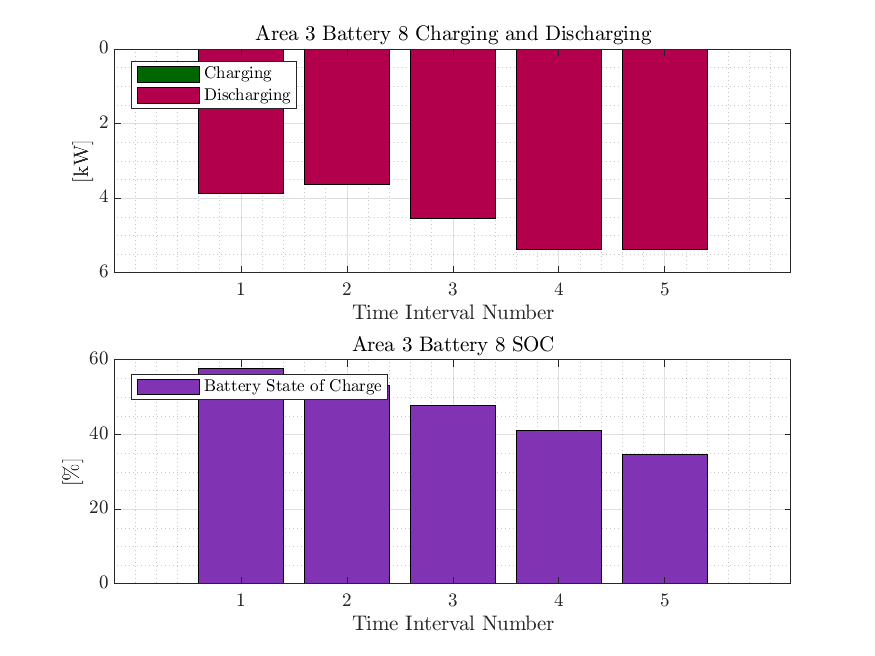 Area 3 Battery 8 Charging and Discharging
0
2
4
6
[kW]
Charging
Discharging
1 2 3 4 5
Time Interval Number
Area 3 Battery 8 SOC
60
40
20
0
[%]
Battery State of Charge
1 2 3 4 5
Time Interval Number